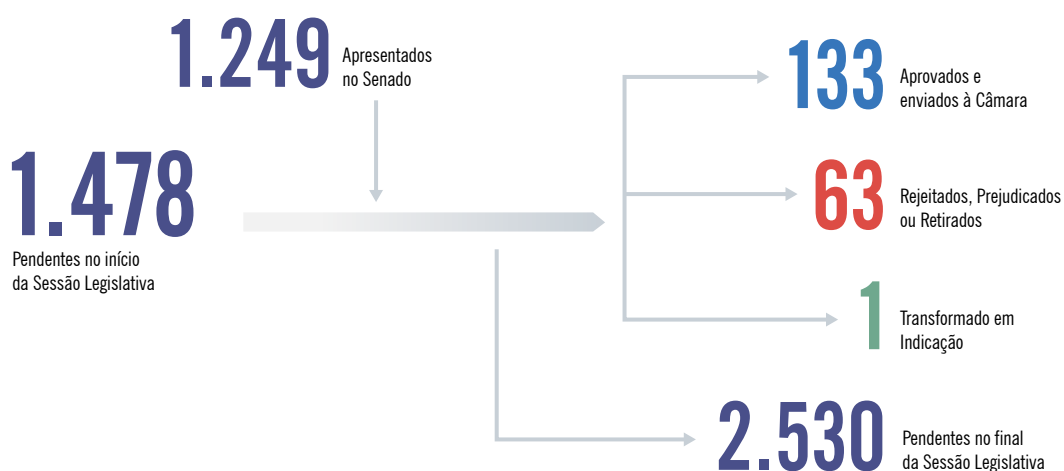 1.249
Apresentados
no Senado
1.478
Pendentes no início
da Sessão Legislativa
133
Aprovados e
enviados à Câmara
63
Rejeitados, Prejudicados
ou Retirados
1
Transformado em
Indicação
2.530
Pendentes no final
da Sessão Legislativa